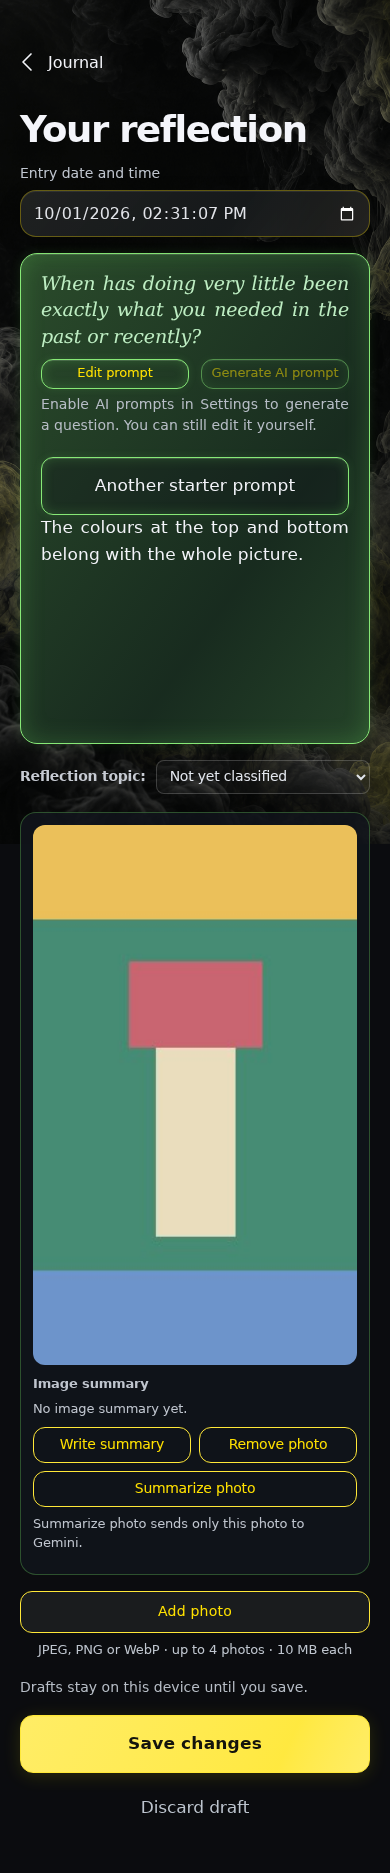 Journal
Your reflection
Entry date and time
10/01/2026, 02:31:07 PM
When has doing very little been
exactly what you needed in the
past or recently?
Edit prompt
Generate AI prompt
Enable AI prompts in Settings to generate
a question. You can still edit it yourself.
Another starter prompt
The colours at the top and bottom
belong with the whole picture.
Reflection topic:
Not yet classified
Image summary
No image summary yet.
Write summary
Remove photo
Summarize photo
Summarize photo sends only this photo to
Gemini.
Add photo
JPEG, PNG or WebP · up to 4 photos · 10 MB each
Drafts stay on this device until you save.
Save changes
Discard draft